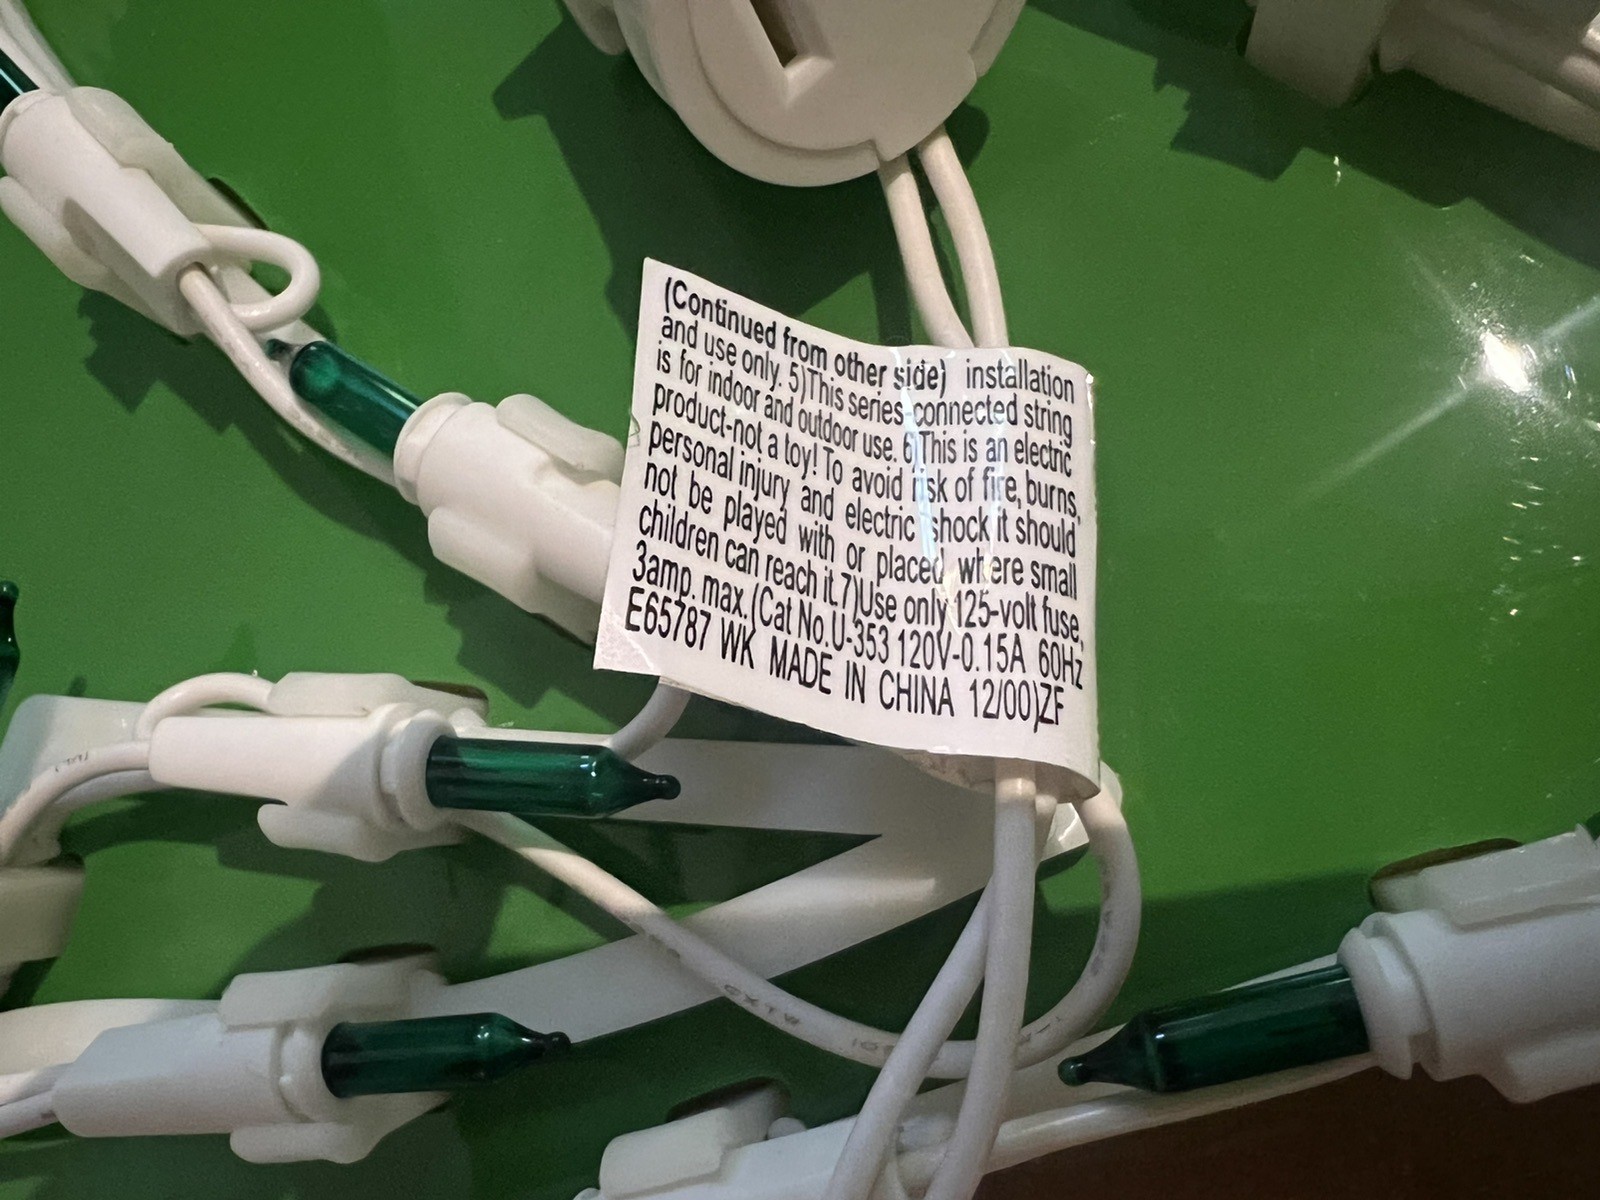 (Continued from other side) installation
and use only. 5)This series-connected string
is for indoor and outdoor use. 6)This is an electric
product-not a toy! To avoid risk of fire, burns,
personal injury and electric shock it should
not be played with or placed where small
children can reach it.7)Use only 125-volt fuse,
3amp. max.(Cat No.U-353 120V-0.15A 60Hz
E65787 WK MADE IN CHINA 12/00)ZF
CXTW